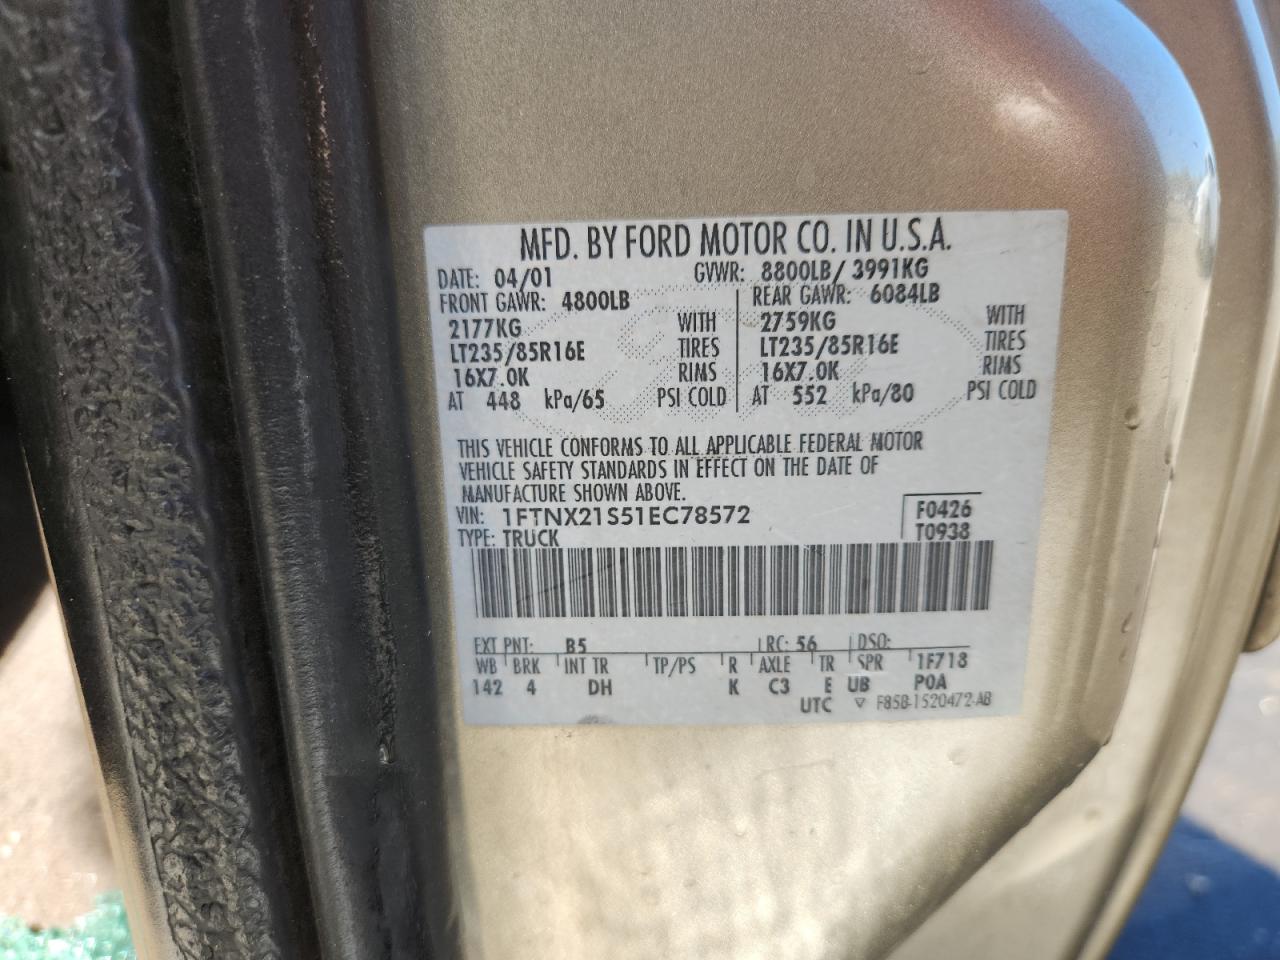 MFD. BY FORD MOTOR CO. IN U.S.A.
DATE: 04/01 GVWR: 8800LB/ 3991KG
FRONT GAWR: 4800LB REAR GAWR: 6084LB
2177KG WITH 2759KG WITH
LT235/85R16E TIRES LT235/85R16E TIRES
16X7.0K RIMS 16X7.0K RIMS
AT 448 kPa/65 PSI COLD AT 552 kPa/80 PSI COLD
THIS VEHICLE CONFORMS TO ALL APPLICABLE FEDERAL MOTOR
VEHICLE SAFETY STANDARDS IN EFFECT ON THE DATE OF
MANUFACTURE SHOWN ABOVE.
VIN: 1FTNX21S51EC78572 F0426
TYPE: TRUCK T0938
EXT PNT: B5 RC: 56 DSO:
WB BRK INT TR TP/PS R AXLE TR SPR 1F718
142 4 DH K C3 E UB P0A
UTC ▽ F85B-1520472-AB